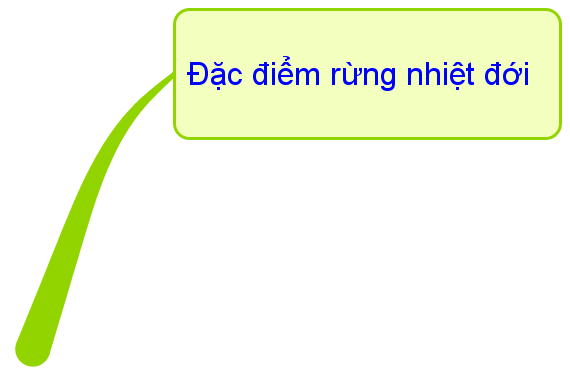 Đặc điểm rừng nhiệt đới